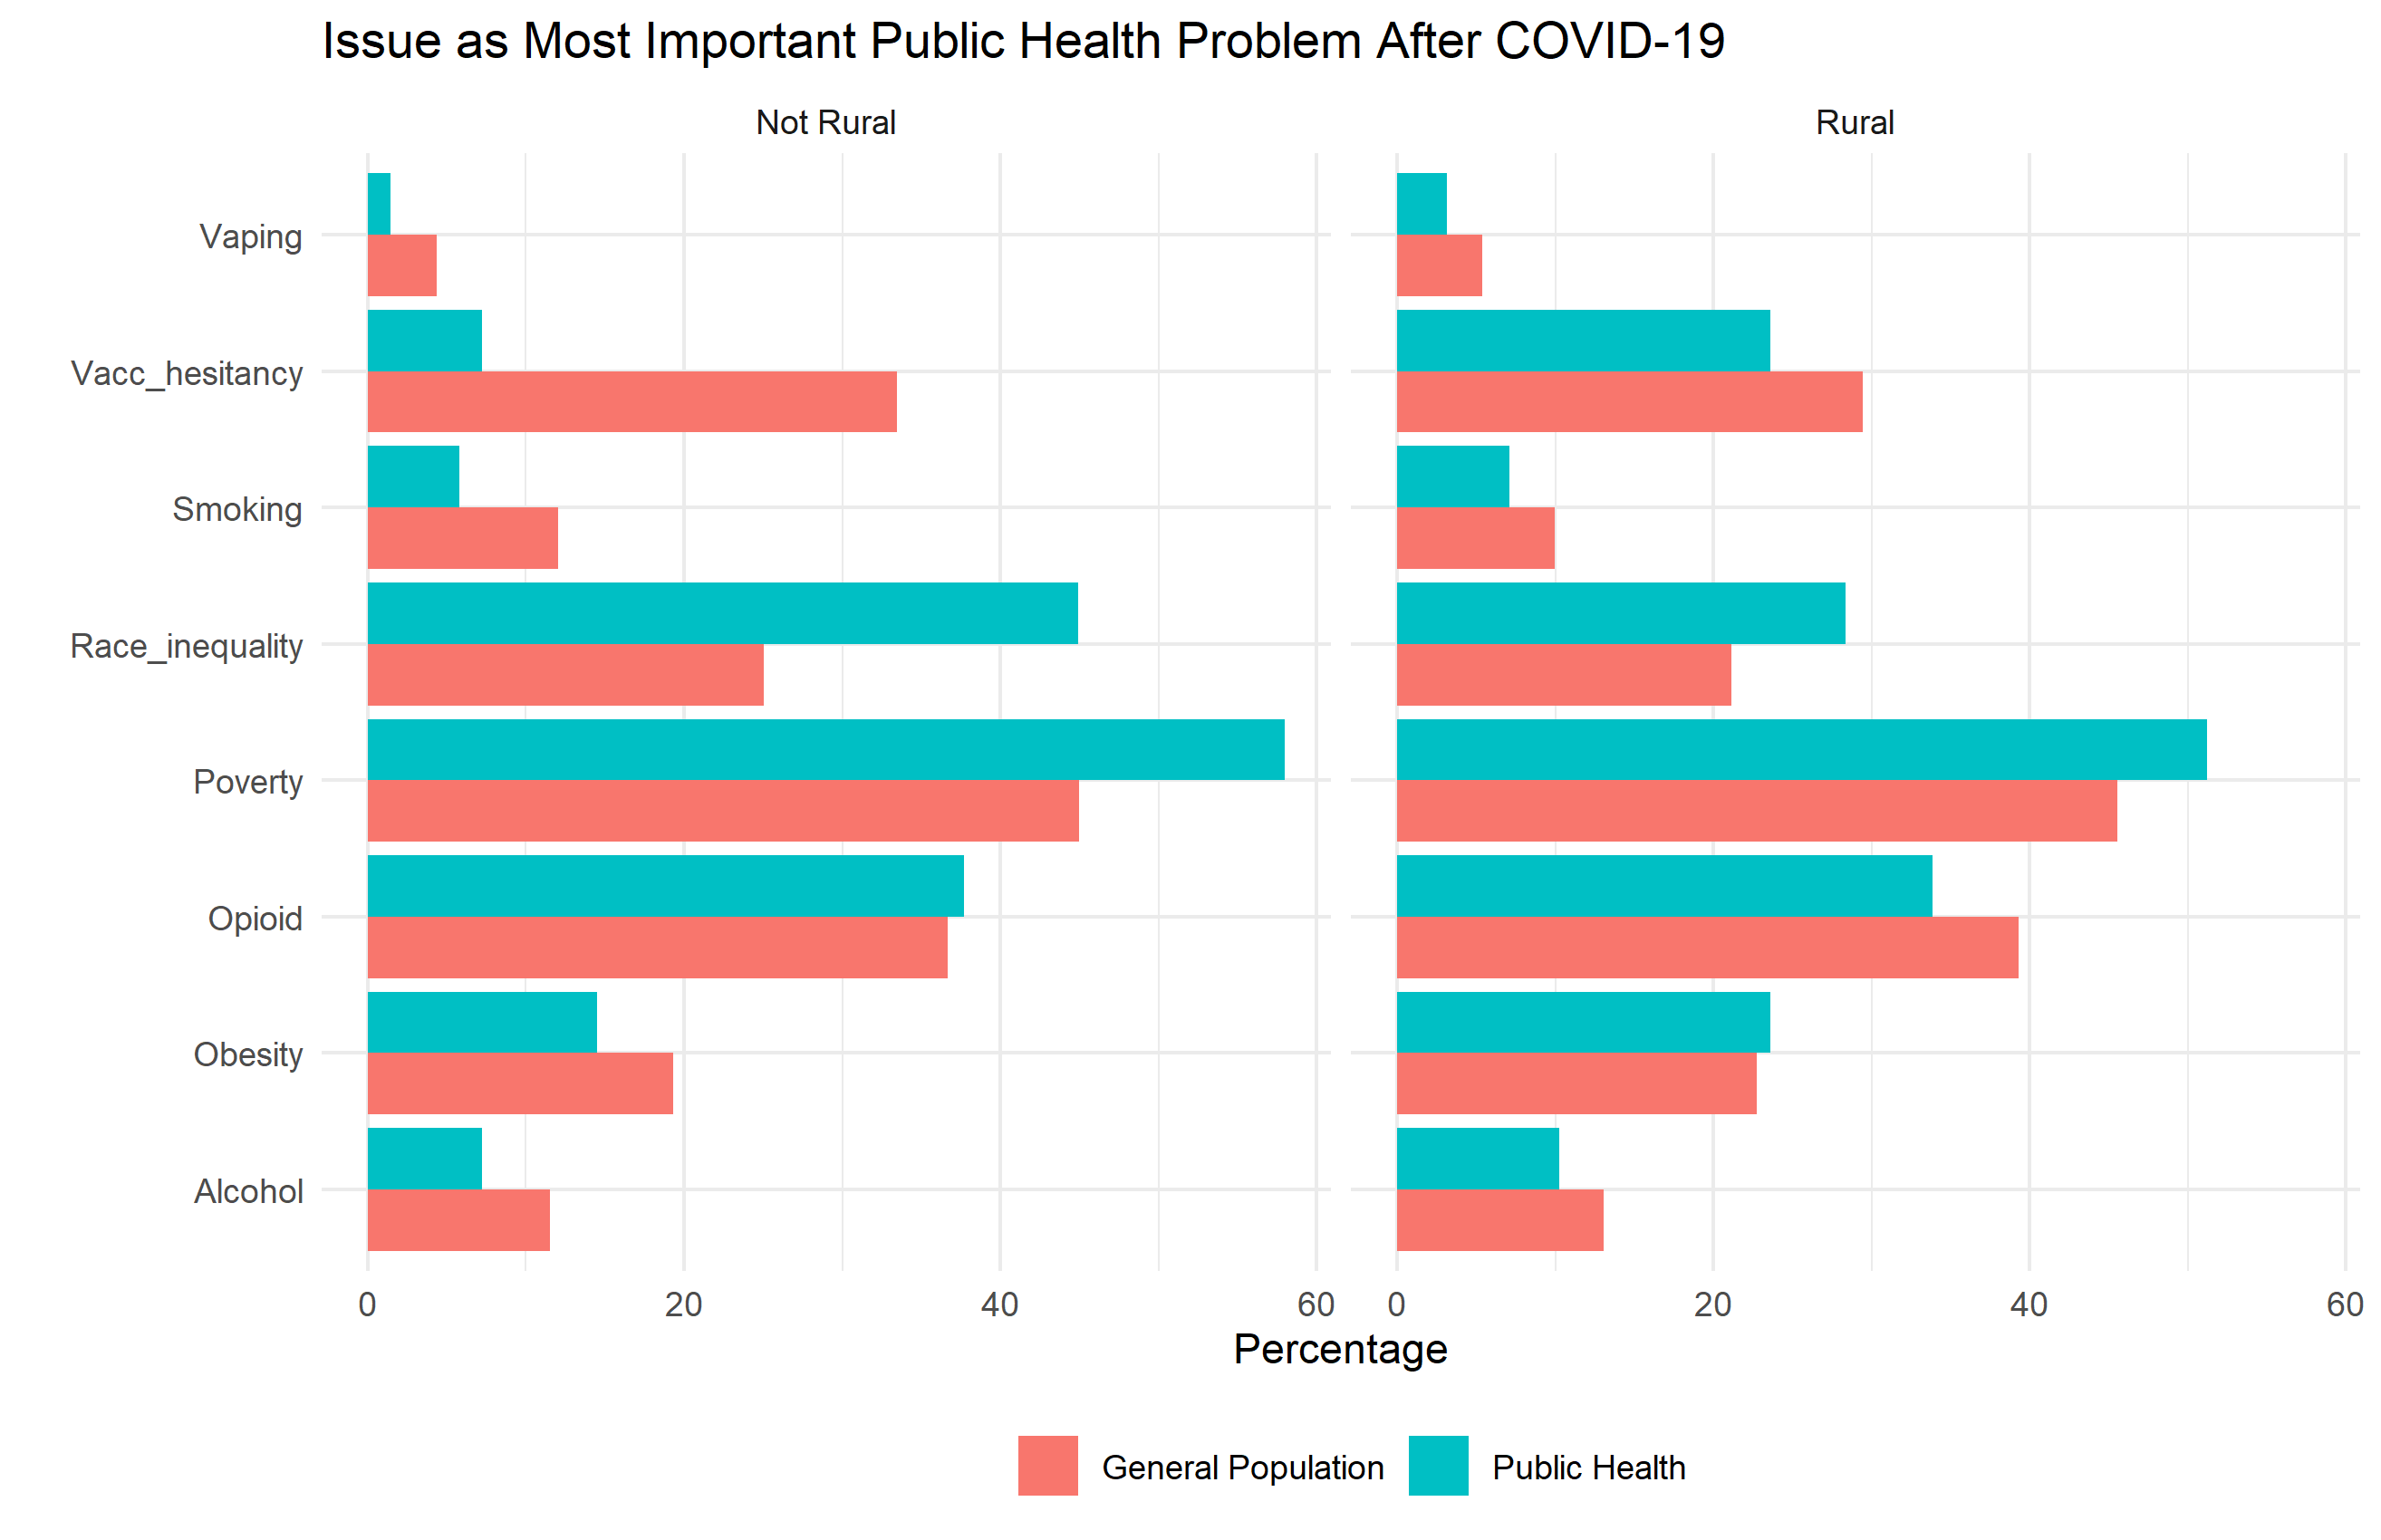 Issue as Most Important Public Health Problem After COVID-19
Not Rural
Rural
Vaping
Vacc_hesitancy
Smoking
Race_inequality
Poverty
Opioid
Obesity
Alcohol
0 20 40 60 0 20 40 60
Percentage
General Population Public Health